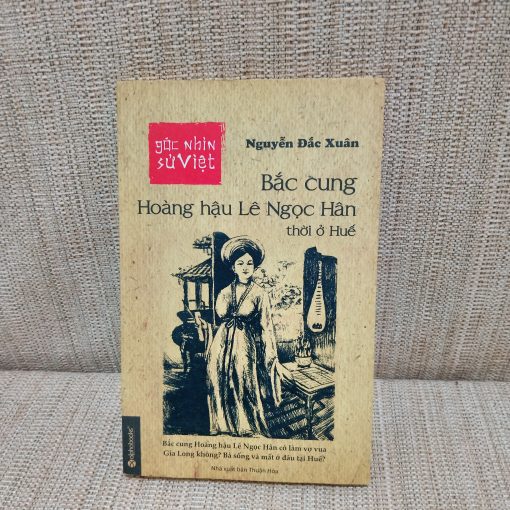 góc nhìn
sử việt
Nguyễn Đắc Xuân
Bắc cung
Hoàng hậu Lê Ngọc Hân
thời ở Huế
Bắc cung Hoàng hậu Lê Ngọc Hân có làm vợ vua
Gia Long không? Bà sống và mất ở đâu tại Huế?
alphabooks
Nhà xuất bản Thuận Hóa